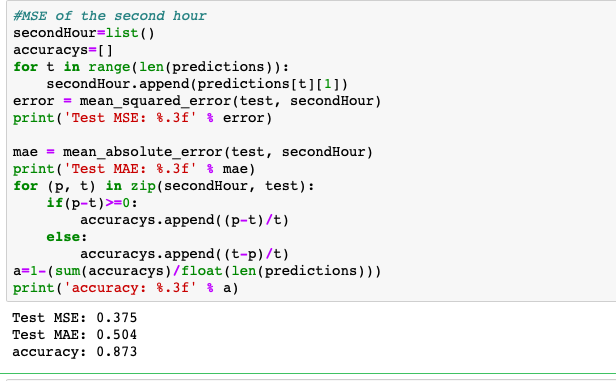 #MSE of the second hour
secondHour=list()
accuracys=[]
for t in range(len(predictions)):
    secondHour.append(predictions[t][1])
error = mean_squared_error(test, secondHour)
print('Test MSE: %.3f' % error)

mae = mean_absolute_error(test, secondHour)
print('Test MAE: %.3f' % mae)
for (p, t) in zip(secondHour, test):
    if(p-t)>=0:
        accuracys.append((p-t)/t)
    else:
        accuracys.append((t-p)/t)
a=1-(sum(accuracys)/float(len(predictions)))
print('accuracy: %.3f' % a)

Test MSE: 0.375
Test MAE: 0.504
accuracy: 0.873